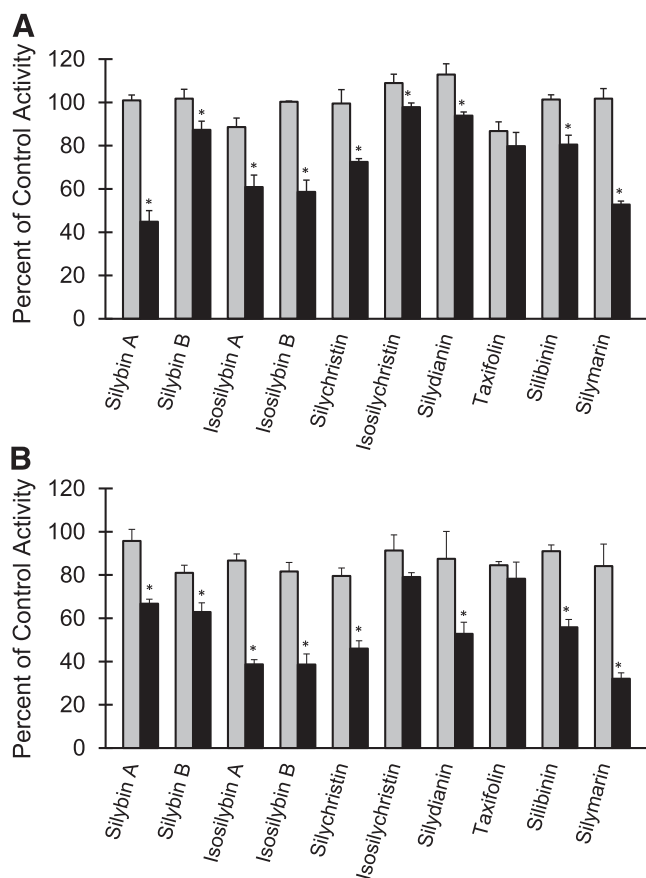 A
Percent of Control Activity
120
100
80
60
40
20
0
*
*
*
*
*
*
*
*
*
Silybin A
Silybin B
Isosilybin A
Isosilybin B
Silychristin
Isosilychristin
Silydianin
Taxifolin
Silibinin
Silymarin
B
Percent of Control Activity
120
100
80
60
40
20
0
*
*
*
*
*
*
*
*
Silybin A
Silybin B
Isosilybin A
Isosilybin B
Silychristin
Isosilychristin
Silydianin
Taxifolin
Silibinin
Silymarin